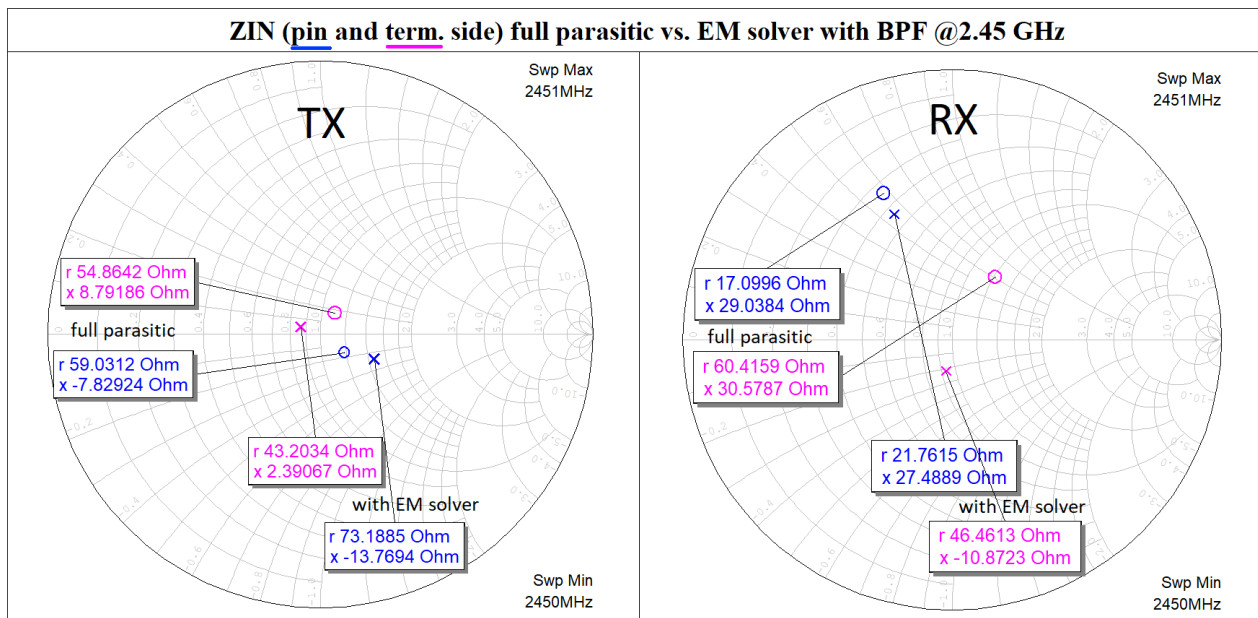 ZIN (pin and term. side) full parasitic vs. EM solver with BPF @2.45 GHz
TX
Swp Max
2451MHz
r 54.8642 Ohm
x 8.79186 Ohm
full parasitic
r 59.0312 Ohm
x -7.82924 Ohm
r 43.2034 Ohm
x 2.39067 Ohm
with EM solver
r 73.1885 Ohm
x -13.7694 Ohm
Swp Min
2450MHz
RX
Swp Max
2451MHz
r 17.0996 Ohm
x 29.0384 Ohm
full parasitic
r 60.4159 Ohm
x 30.5787 Ohm
r 21.7615 Ohm
x 27.4889 Ohm
with EM solver
r 46.4613 Ohm
x -10.8723 Ohm
Swp Min
2450MHz